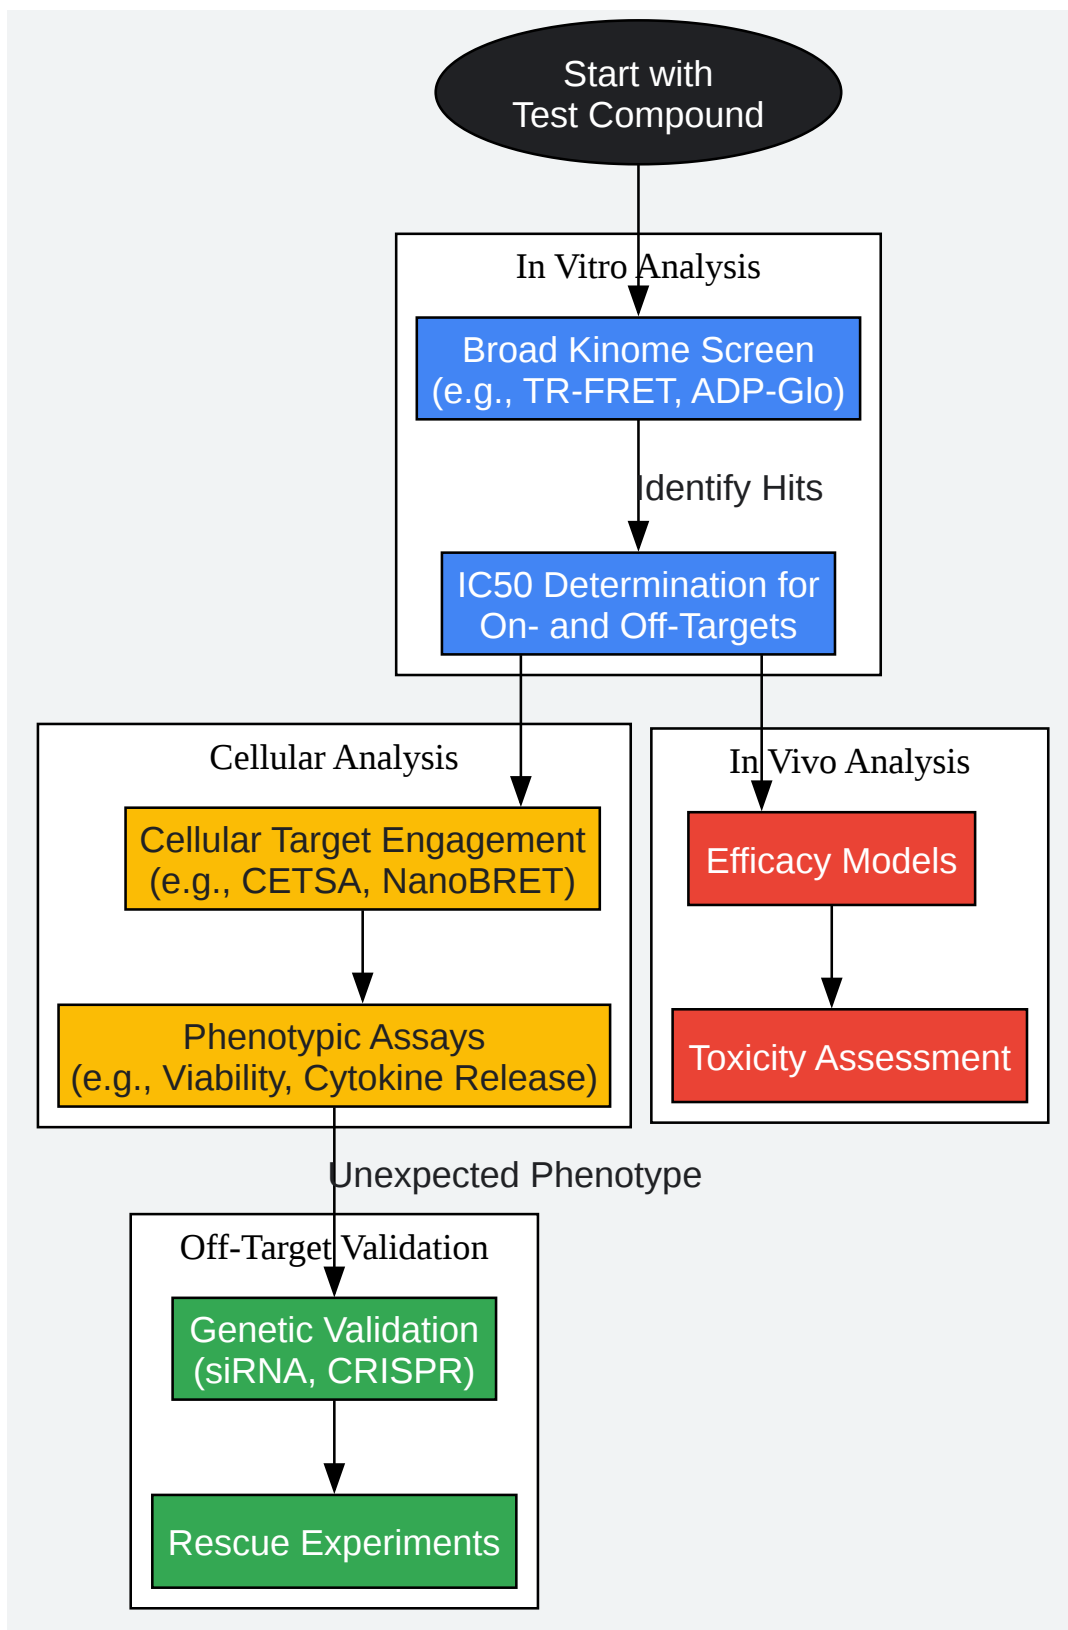 Start with
Test Compound
In Vitro Analysis
Broad Kinome Screen
(e.g., TR-FRET, ADP-Glo)
Identify Hits
IC50 Determination for
On- and Off-Targets
Cellular Analysis
Cellular Target Engagement
(e.g., CETSA, NanoBRET)
Phenotypic Assays
(e.g., Viability, Cytokine Release)
In Vivo Analysis
Efficacy Models
Toxicity Assessment
Unexpected Phenotype
Off-Target Validation
Genetic Validation
(siRNA, CRISPR)
Rescue Experiments